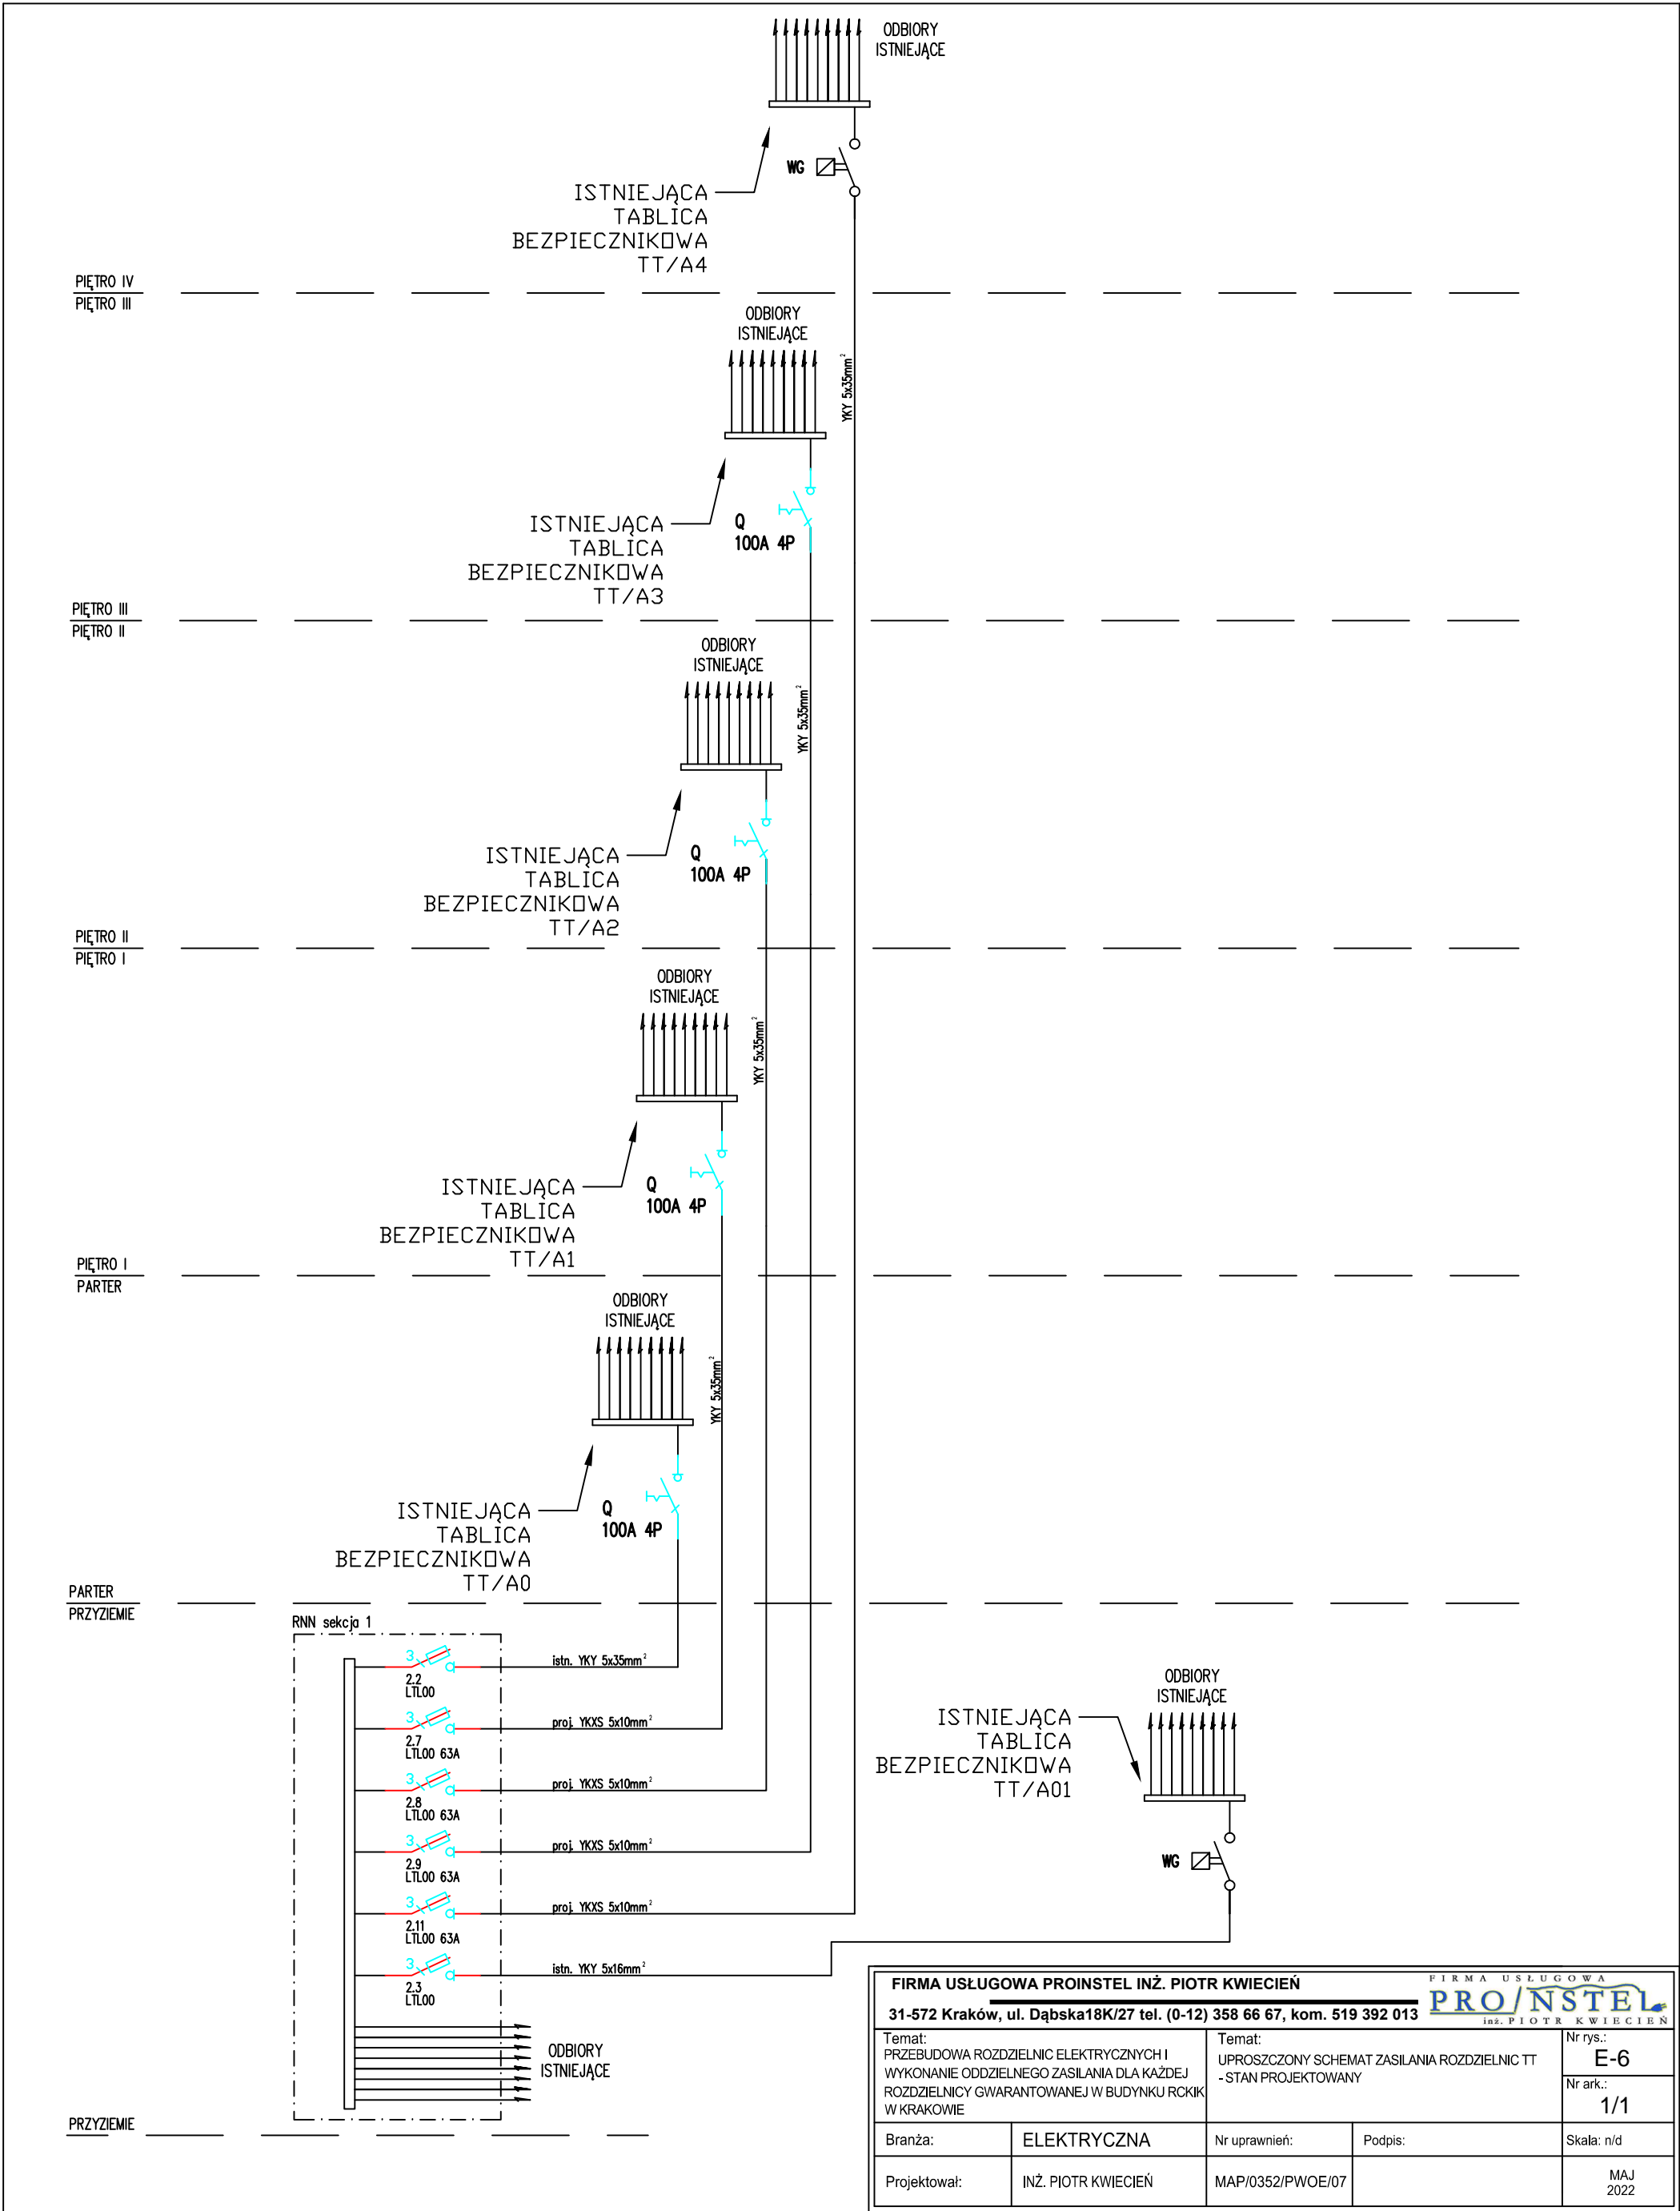 ODBIORY
ISTNIEJĄCE
WG
ISTNIEJĄCA
TABLICA
BEZPIECZNIKOWA
TT/A4
PIĘTRO IV
PIĘTRO III
ODBIORY
ISTNIEJĄCE
YKY 5x35mm²
ISTNIEJĄCA
TABLICA
BEZPIECZNIKOWA
TT/A3
Q
100A 4P
PIĘTRO III
PIĘTRO II
ODBIORY
ISTNIEJĄCE
YKY 5x35mm²
ISTNIEJĄCA
TABLICA
BEZPIECZNIKOWA
TT/A2
Q
100A 4P
PIĘTRO II
PIĘTRO I
ODBIORY
ISTNIEJĄCE
YKY 5x35mm²
ISTNIEJĄCA
TABLICA
BEZPIECZNIKOWA
TT/A1
Q
100A 4P
PIĘTRO I
PARTER
ODBIORY
ISTNIEJĄCE
YKY 5x35mm²
ISTNIEJĄCA
TABLICA
BEZPIECZNIKOWA
TT/A0
Q
100A 4P
PARTER
PRZYZIEMIE
RNN sekcja 1
3
2.2
LTL00
istn. YKY 5x35mm²
3
2.7
LTL00 63A
proj. YKXS 5x10mm²
3
2.8
LTL00 63A
proj. YKXS 5x10mm²
3
2.9
LTL00 63A
proj. YKXS 5x10mm²
3
2.11
LTL00 63A
proj. YKXS 5x10mm²
3
2.3
LTL00
istn. YKY 5x16mm²
ODBIORY
ISTNIEJĄCE
PRZYZIEMIE
ODBIORY
ISTNIEJĄCE
ISTNIEJĄCA
TABLICA
BEZPIECZNIKOWA
TT/A01
WG
FIRMA USŁUGOWA PROINSTEL INŻ. PIOTR KWIECIEŃ
31-572 Kraków, ul. Dąbska18K/27 tel. (0-12) 358 66 67, kom. 519 392 013
FIRMA USŁUGOWA
PRO/NSTEL
inż. PIOTR KWIECIEŃ
Temat:
PRZEBUDOWA ROZDZIELNIC ELEKTRYCZNYCH I
WYKONANIE ODDZIELNEGO ZASILANIA DLA KAŻDEJ
ROZDZIELNICY GWARANTOWANEJ W BUDYNKU RCKIK
W KRAKOWIE
Temat:
UPROSZCZONY SCHEMAT ZASILANIA ROZDZIELNIC TT
- STAN PROJEKTOWANY
Nr rys.:
E-6
Nr ark.:
1/1
Branża:
ELEKTRYCZNA
Nr uprawnień:
Podpis:
Skala: n/d
Projektował:
INŻ. PIOTR KWIECIEŃ
MAP/0352/PWOE/07
MAJ
2022